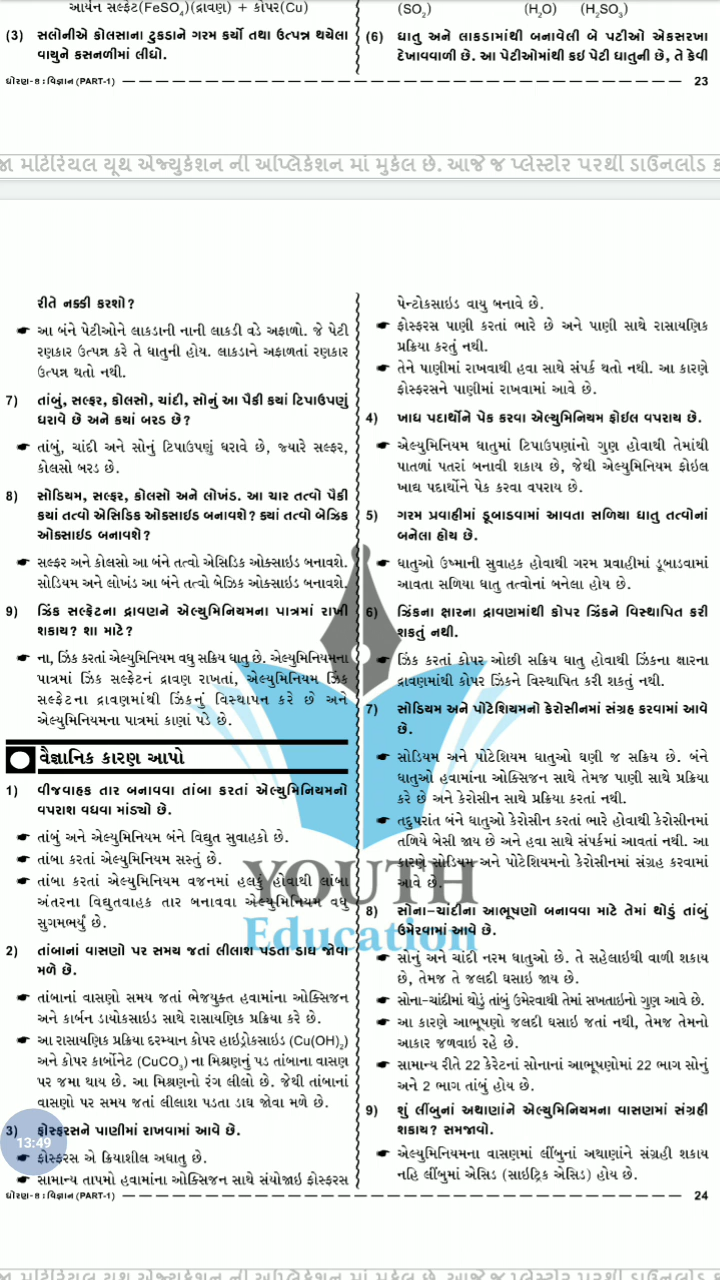 આર્યન સલ્ફેટ(FeSO₄)(દ્રાવણ) + કોપર(Cu)
(3) સલોનીએ કોલસાના ટુકડાને ગરમ કર્યો તથા ઉત્પન્ન થયેલા
વાયુને કસનળીમાં લીધો.
(SO₂) (H₂O) (H₂SO₃)
(6) ધાતુ અને લાકડામાંથી બનાવેલી બે પટીઓ એકસરખા
દેખાવવાળી છે. આ પેટીઓમાંથી કઇ પેટી ધાતુની છે, તે કેવી
ધોરણ-8 : વિજ્ઞાન (PART-1) 23
જા મટિરિયલ યૂથ એજ્યુકેશન ની અપ્લિકેશન માં મુકેલ છે. આજે જ પ્લેસ્ટોર પરથી ડાઉનલોડ ક
રીતે નક્કી કરશો?
☛ આ બંને પેટીઓને લાકડાની નાની લાકડી વડે અફાળો. જે પેટી
રણકાર ઉત્પન્ન કરે તે ધાતુની હોય. લાકડાને અફાળતાં રણકાર
ઉત્પન્ન થતો નથી.
7) તાંબું, સલ્ફર, કોલસો, ચાંદી, સોનું આ પૈકી કયાં ટિપાઉપણું
ધરાવે છે અને કયાં બરડ છે?
☛ તાંબું, ચાંદી અને સોનું ટિપાઉપણું ધરાવે છે, જ્યારે સલ્ફર,
કોલસો બરડ છે.
8) સોડિયમ, સલ્ફર, કોલસો અને લોખંડ. આ ચાર તત્વો પૈકી
કયાં તત્વો એસિડિક ઓક્સાઈડ બનાવશે? ક્યાં તત્વો બેઝિક
ઓક્સાઈડ બનાવશે?
☛ સલ્ફર અને કોલસો આ બંને તત્વો એસિડિક ઓક્સાઇડ બનાવશે.
સોડિયમ અને લોખંડ આ બંને તત્વો બેઝિક ઓક્સાઇડ બનાવશે.
9) ઝિંક સલ્ફેટના દ્રાવણને એલ્યુમિનિયમના પાત્રમાં રાખી
શકાય? શા માટે?
☛ ના, ઝિંક કરતાં એલ્યુમિનિયમ વધુ સક્રિય ધાતુ છે. એલ્યુમિનિયમના
પાત્રમાં ઝિંક સલ્ફેટનં દ્રાવણ રાખતાં, એલ્યુમિનિયમ ઝિંક
સલ્ફેટના દ્રાવણમાંથી ઝિંકનું વિસ્થાપન કરે છે અને
એલ્યુમિનિયમના પાત્રમાં કાણાં પડે છે.
વૈજ્ઞાનિક કારણ આપો
1) વીજવાહક તાર બનાવવા તાંબા કરતાં એલ્યુમિનિયમનો
વપરાશ વધવા માંડયો છે.
☛ તાંબું અને એલ્યુમિનિયમ બંને વિદ્યુત સુવાહકો છે.
☛ તાંબા કરતાં એલ્યુમિનિયમ સસ્તું છે.
☛ તાંબા કરતાં એલ્યુમિનિયમ વજનમાં હલકું હોવાથી લાંબા
અંતરના વિદ્યુતવાહક તાર બનાવવા એલ્યુમિનિયમ વધુ
સુગમભર્યું છે.
2) તાંબાનાં વાસણો પર સમય જતાં લીલાશ પડતા ડાઘ જોવા
મળે છે.
☛ તાંબાનાં વાસણો સમય જતાં ભેજયુક્ત હવામાંના ઓક્સિજન
અને કાર્બન ડાયોકસાઇડ સાથે રાસાયણિક પ્રક્રિયા કરે છે.
☛ આ રાસાયણિક પ્રક્રિયા દરમ્યાન કોપર હાઇડ્રોક્સાઇડ (Cu(OH)₂)
અને કોપર કાર્બોનેટ (CuCO₃) ના મિશ્રણનું પડ તાંબાના વાસણ
પર જમા થાય છે. આ મિશ્રણનો રંગ લીલો છે. જેથી તાંબાનાં
વાસણો પર સમય જતાં લીલાશ પડતા ડાઘ જોવા મળે છે.
3) ફોસ્ફરસને પાણીમાં રાખવામાં આવે છે.
☛ ફોસ્ફરસ એ ક્રિયાશીલ અધાતુ છે.
☛ સામાન્ય તાપમાે હવામાંના ઓક્સિજન સાથે સંયોજાઇ ફોસ્ફરસ
પેન્ટોકસાઇડ વાયુ બનાવે છે.
☛ ફોસ્ફરસ પાણી કરતાં ભારે છે અને પાણી સાથે રાસાયણિક
પ્રક્રિયા કરતું નથી.
☛ તેને પાણીમાં રાખવાથી હવા સાથે સંપર્ક થતો નથી. આ કારણે
ફોસ્ફરસને પાણીમાં રાખવામાં આવે છે.
4) ખાદ્ય પદાર્થોને પેક કરવા એલ્યુમિનિયમ ફોઇલ વપરાય છે.
☛ એલ્યુમિનિયમ ધાતુમાં ટિપાઉપણાંનો ગુણ હોવાથી તેમાંથી
પાતળાં પતરાં બનાવી શકાય છે, જેથી એલ્યુમિનિયમ ફોઇલ
ખાદ્ય પદાર્થોને પેક કરવા વપરાય છે.
5) ગરમ પ્રવાહીમાં ડૂબાડવામાં આવતા સળિયા ધાતુ તત્વોનાં
બનેલા હોય છે.
☛ ધાતુઓ ઉષ્માની સુવાહક હોવાથી ગરમ પ્રવાહીમાં ડૂબાડવામાં
આવતા સળિયા ધાતુ તત્વોનાં બનેલા હોય છે.
6) ઝિંકના ક્ષારના દ્રાવણમાંથી કોપર ઝિંકને વિસ્થાપિત કરી
શકતું નથી.
☛ ઝિંક કરતાં કોપર ઓછી સક્રિય ધાતુ હોવાથી ઝિંકના ક્ષારના
દ્રાવણમાંથી કોપર ઝિંકને વિસ્થાપિત કરી શકતું નથી.
7) સોડિયમ અને પોટેશિયમનો કેરોસીનમાં સંગ્રહ કરવામાં આવે
છે.
☛ સોડિયમ અને પોટેશિયમ ધાતુઓ ઘણી જ સક્રિય છે. બંને
ધાતુઓ હવામાંના ઓક્સિજન સાથે તેમજ પાણી સાથે પ્રક્રિયા
કરે છે અને કેરોસીન સાથે પ્રક્રિયા કરતાં નથી.
☛ તદુપરાંત બંને ધાતુઓ કેરોસીન કરતાં ભારે હોવાથી કેરોસીનમાં
તળિયે બેસી જાય છે અને હવા સાથે સંપર્કમાં આવતાં નથી. આ
કારણે સોડિયમ અને પોટેશિયમનો કેરોસીનમાં સંગ્રહ કરવામાં
આવે છે.
8) સોના-ચાંદીના આભૂષણો બનાવવા માટે તેમાં થોડું તાંબું
ઉમેરવામાં આવે છે.
☛ સોનું અને ચાંદી નરમ ધાતુઓ છે. તે સહેલાઇથી વાળી શકાય
છે, તેમજ તે જલદી ઘસાઇ જાય છે.
☛ સોના-ચાંદીમાં થોડું તાંબું ઉમેરવાથી તેમાં સખતાઇનો ગુણ આવે છે.
☛ આ કારણે આભૂષણો જલદી ઘસાઇ જતાં નથી, તેમજ તેમનો
આકાર જળવાઇ રહે છે.
☛ સામાન્ય રીતે 22 કેરેટનાં સોનાનાં આભૂષણોમાં 22 ભાગ સોનું
અને 2 ભાગ તાંબું હોય છે.
9) શું લીંબુનાં અથાણાંને એલ્યુમિનિયમના વાસણમાં સંગ્રહી
શકાય? સમજાવો.
☛ એલ્યુમિનિયમના વાસણમાં લીંબુનાં અથાણાંને સંગ્રહી શકાય
નહિ લીંબુમાં એસિડ (સાઇટ્રિક એસિડ) હોય છે.
YOUTH
Education
13:49
ધોરણ-8 : વિજ્ઞાન (PART-1) 24